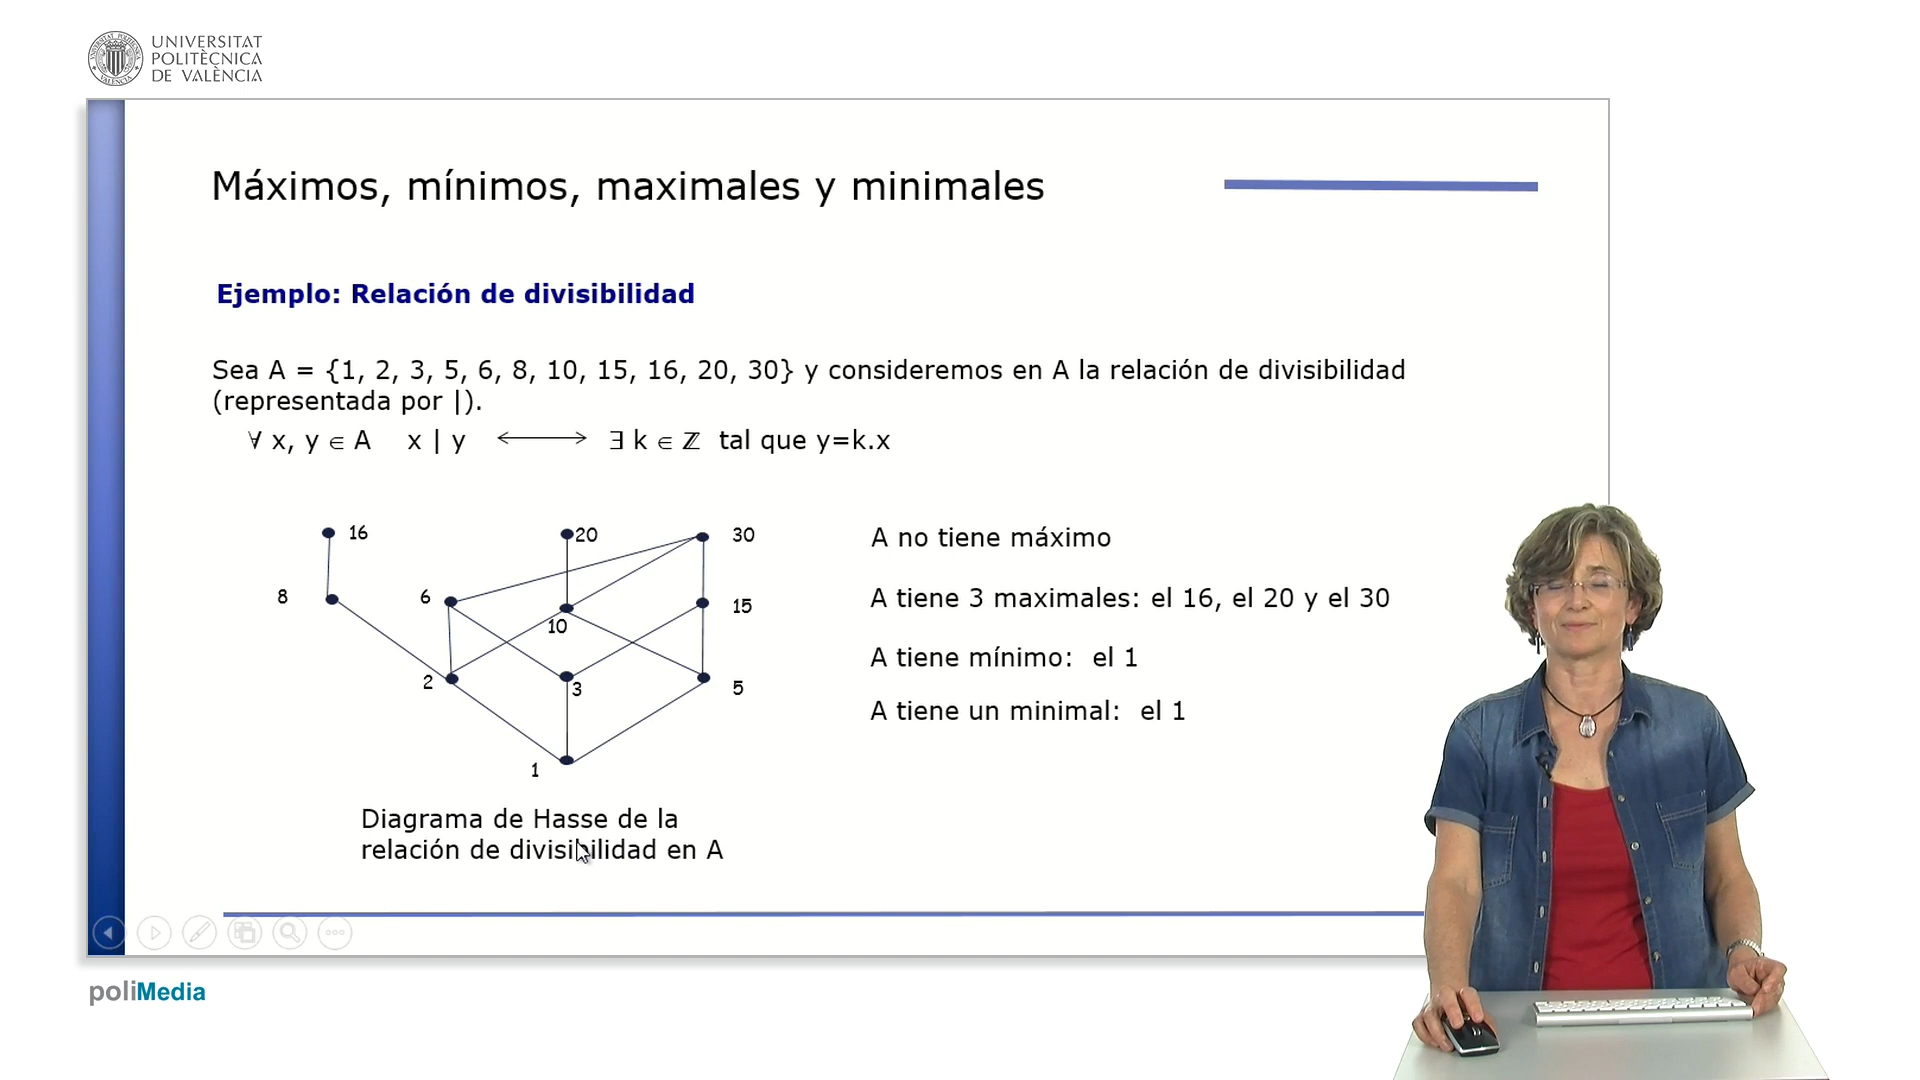 UNIVERSITAT
POLITÈCNICA
DE VALÈNCIA
Máximos, mínimos, maximales y minimales
Ejemplo: Relación de divisibilidad
Sea A = {1, 2, 3, 5, 6, 8, 10, 15, 16, 20, 30} y consideremos en A la relación de divisibilidad
(representada por |).
∀ x, y ∈ A x | y ⟷ ∃ k ∈ ℤ tal que y=k.x
16
20
30
8
6
10
15
2
3
5
1
A no tiene máximo
A tiene 3 maximales: el 16, el 20 y el 30
A tiene mínimo: el 1
A tiene un minimal: el 1
Diagrama de Hasse de la
relación de divisibilidad en A
poliMedia